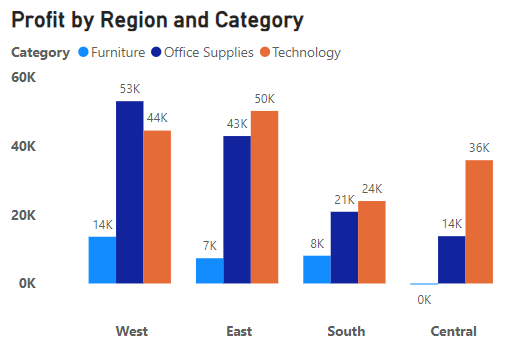 Profit by Region and Category
Category Furniture Office Supplies Technology
60K
40K
20K
0K
14K 53K 44K
7K 43K 50K
8K 21K 24K
0K 14K 36K
West East South Central